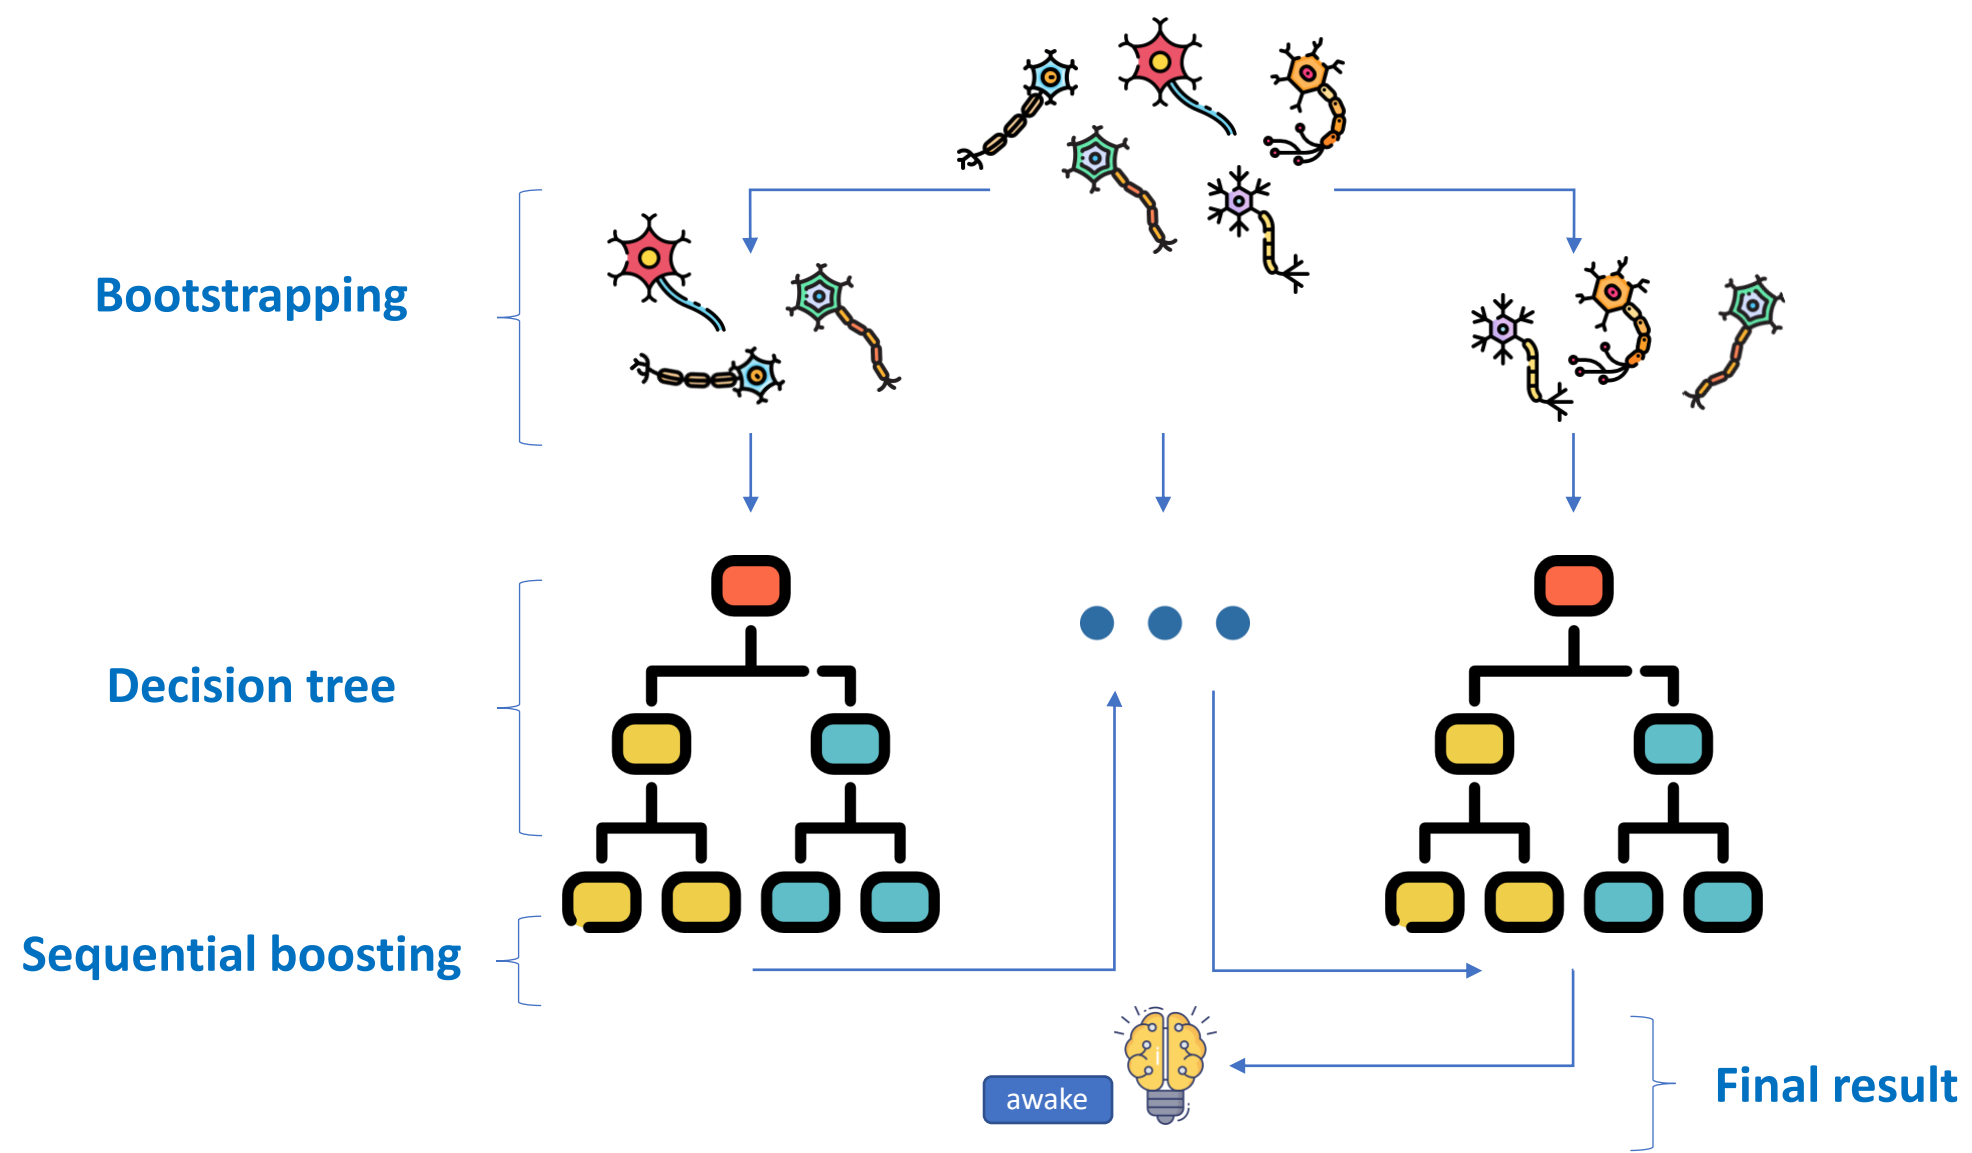 Bootstrapping
Decision tree
Sequential boosting
awake
Final result